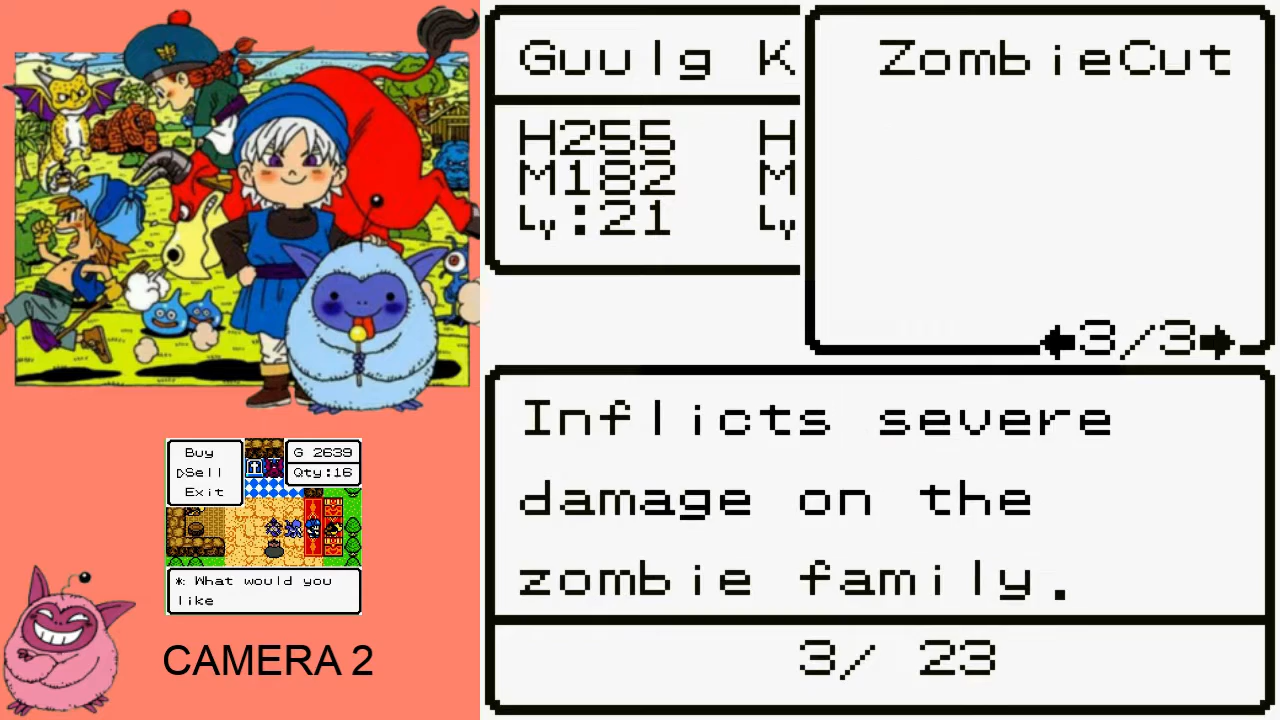 Guulg K
H255 H
M182 M
Lv:21 Lv
ZombieCut
3/3
Inflicts severe
damage on the
zombie family.
3/ 23
Buy
Sell
Exit
G 2639
Qty:16
*: What would you
like
CAMERA 2